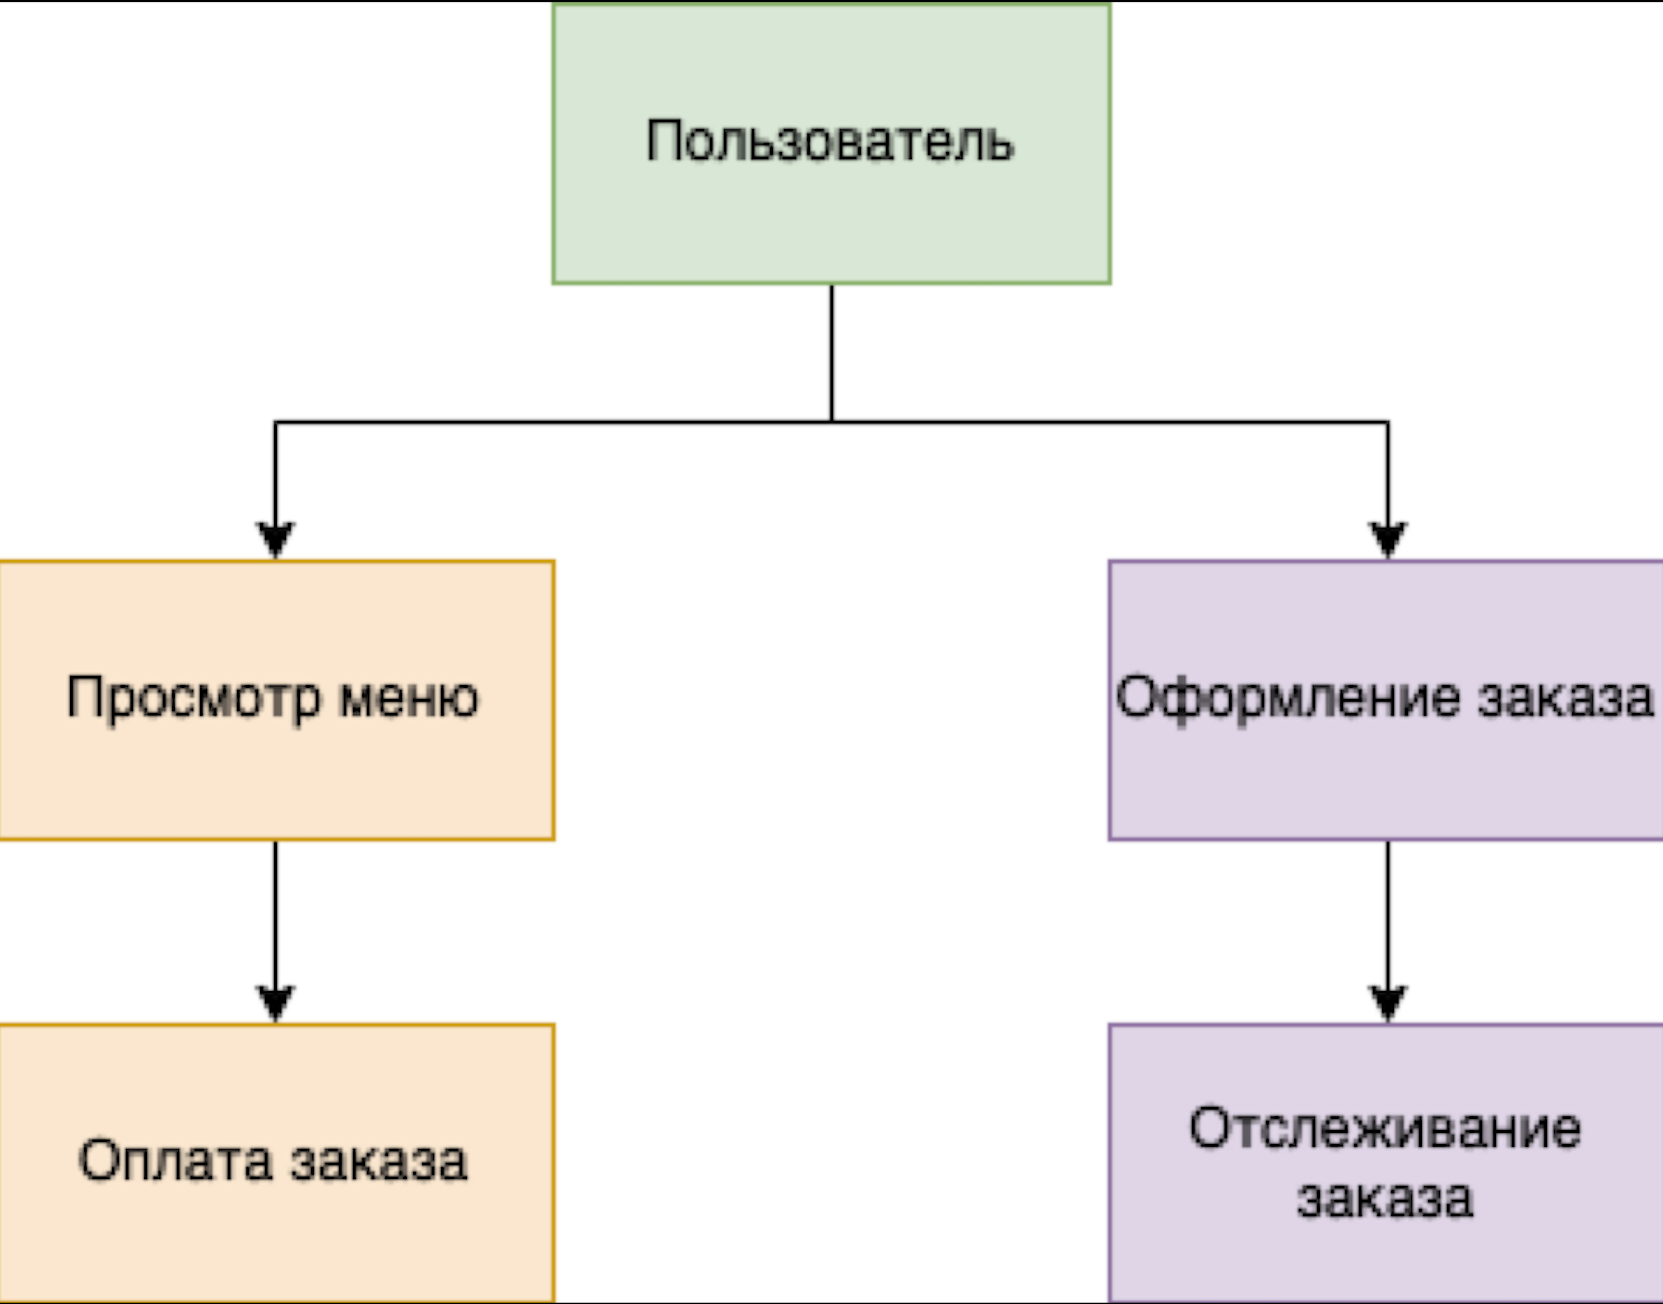 Пользователь
Просмотр меню
Оформление заказа
Оплата заказа
Отслеживание
заказа